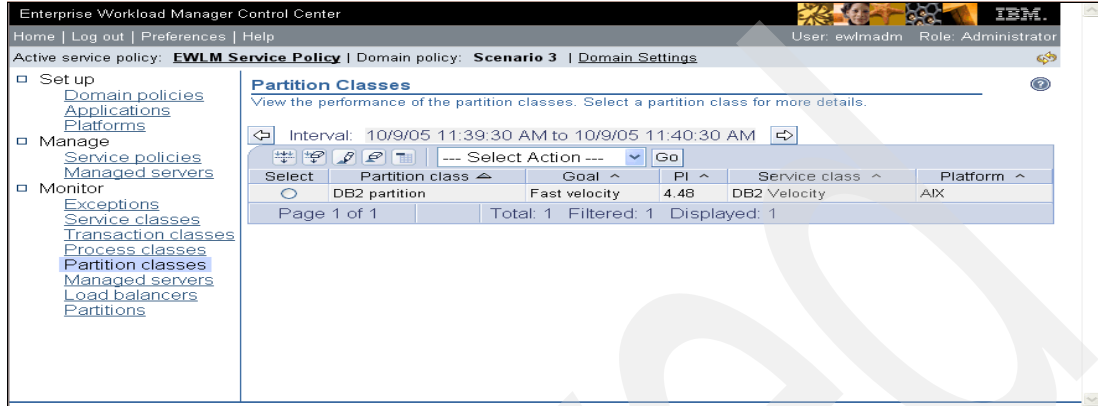 Enterprise Workload Manager Control Center
IBM.
Home | Log out | Preferences | Help
User: ewlmadm Role: Administrator
Active service policy: EWLM Service Policy | Domain policy: Scenario 3 | Domain Settings
Set up
Domain policies
Applications
Platforms
Manage
Service policies
Managed servers
Monitor
Exceptions
Service classes
Transaction classes
Process classes
Partition classes
Managed servers
Load balancers
Partitions
Partition Classes
View the performance of the partition classes. Select a partition class for more details.
Interval: 10/9/05 11:39:30 AM to 10/9/05 11:40:30 AM
--- Select Action --- Go
Select Partition class Goal PI Service class Platform
DB2 partition Fast velocity 4.48 DB2 Velocity AIX
Page 1 of 1 Total: 1 Filtered: 1 Displayed: 1